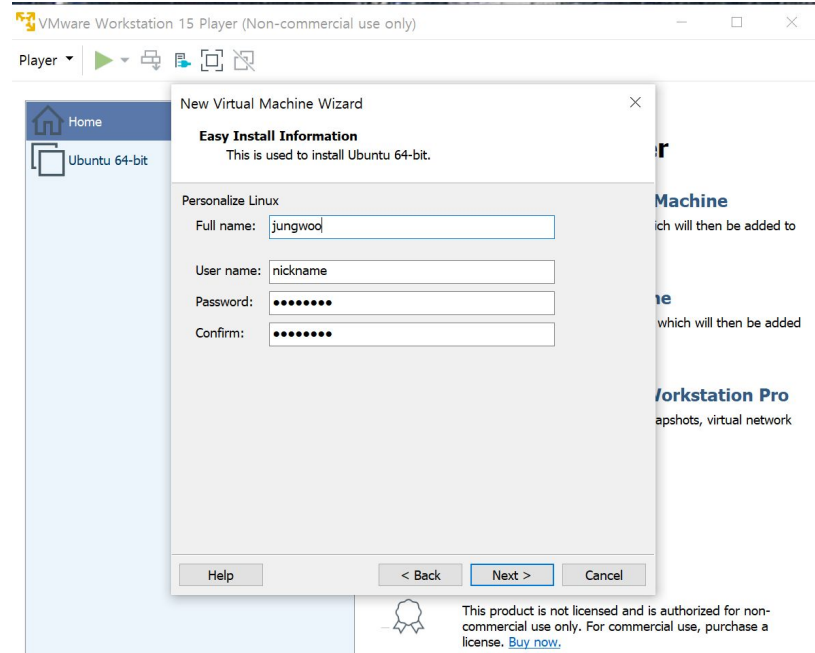 VMware Workstation 15 Player (Non-commercial use only)
Player
Home
Ubuntu 64-bit
New Virtual Machine Wizard
Easy Install Information
This is used to install Ubuntu 64-bit.
Personalize Linux
Full name: jungwoo
User name: nickname
Password: ●●●●●●●●
Confirm: ●●●●●●●●
Help
< Back
Next >
Cancel
r
Machine
ich will then be added to
ne
which will then be added
Workstation Pro
apshots, virtual network
This product is not licensed and is authorized for non-
commercial use only. For commercial use, purchase a
license. Buy now.